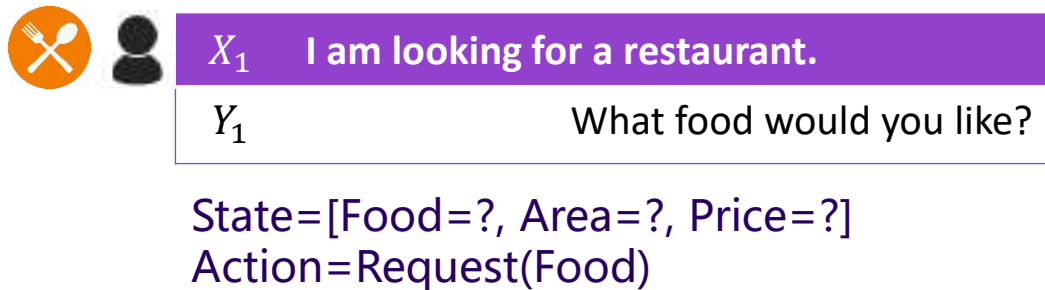 X₁ I am looking for a restaurant.
Y₁ What food would you like?
State=[Food=?, Area=?, Price=?]
Action=Request(Food)